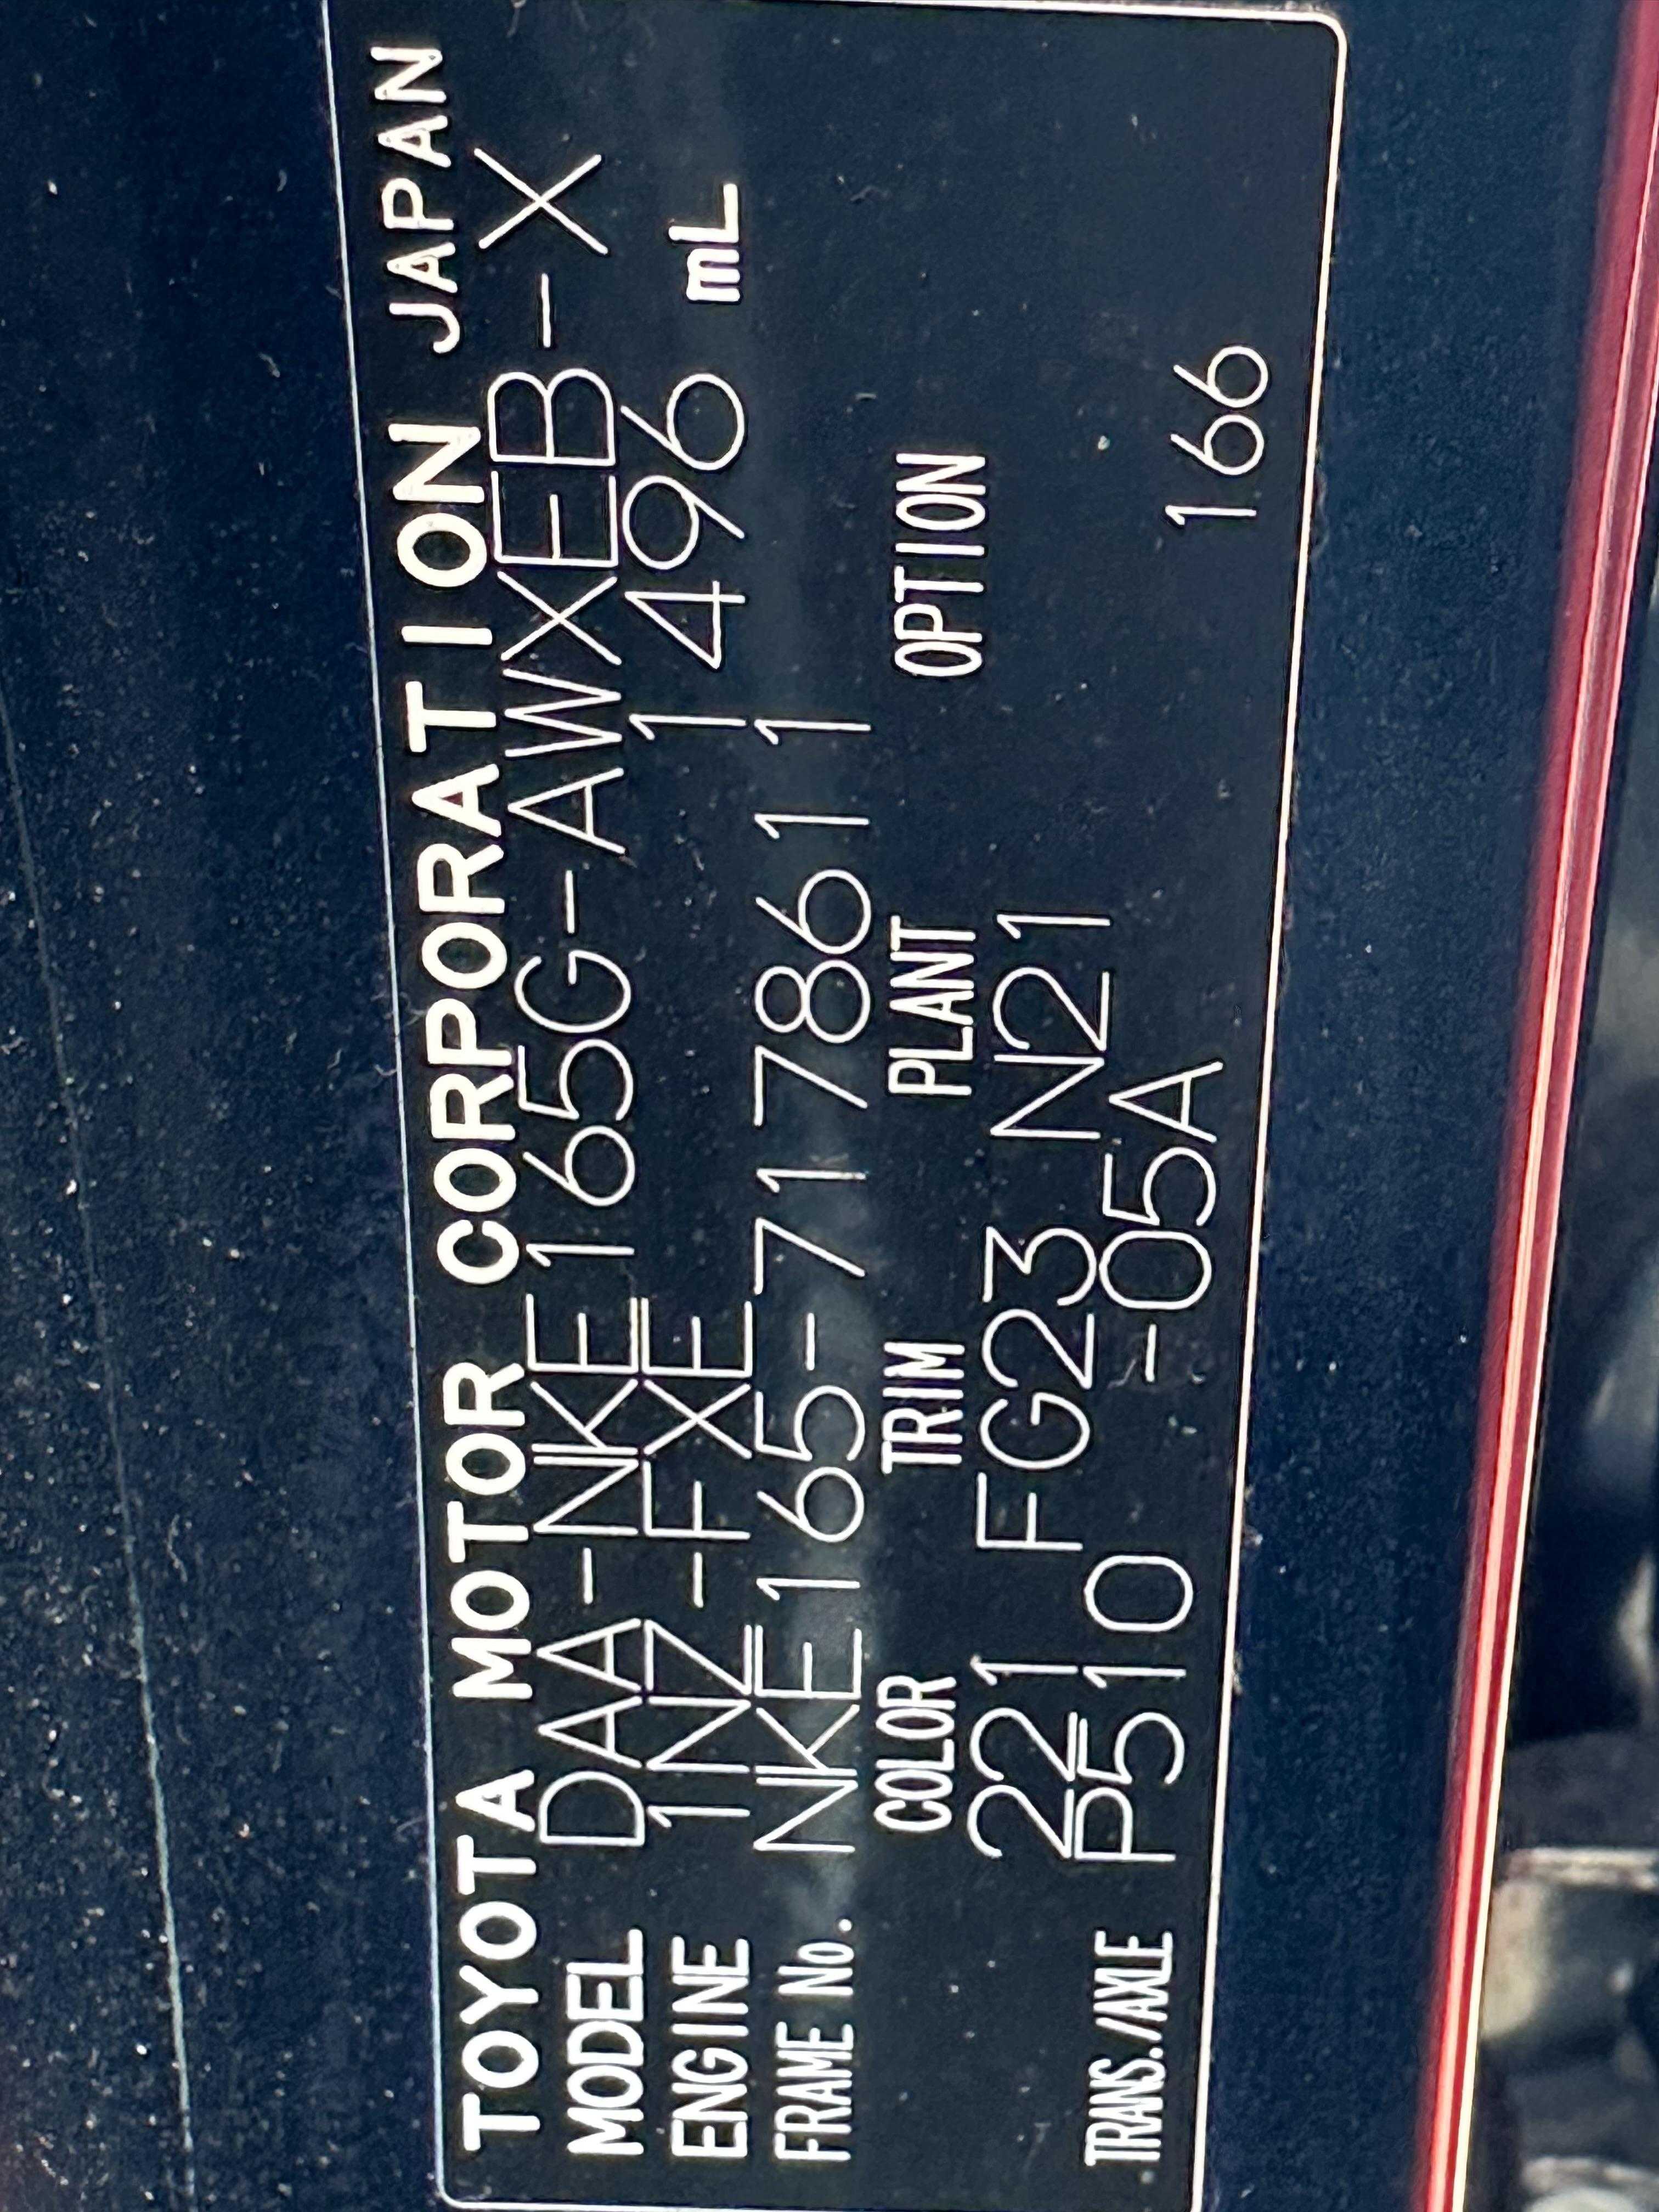 TOYOTA MOTOR CORPORATION JAPAN
MODEL DAA-NKE165G-AWXEB-X
ENGINE 1NZ-FXE 1496 mL
FRAME No. NKE165-7178611
COLOR TRIM PLANT OPTION
221 FG23 N21
TRANS./AXLE P510 -05A 166